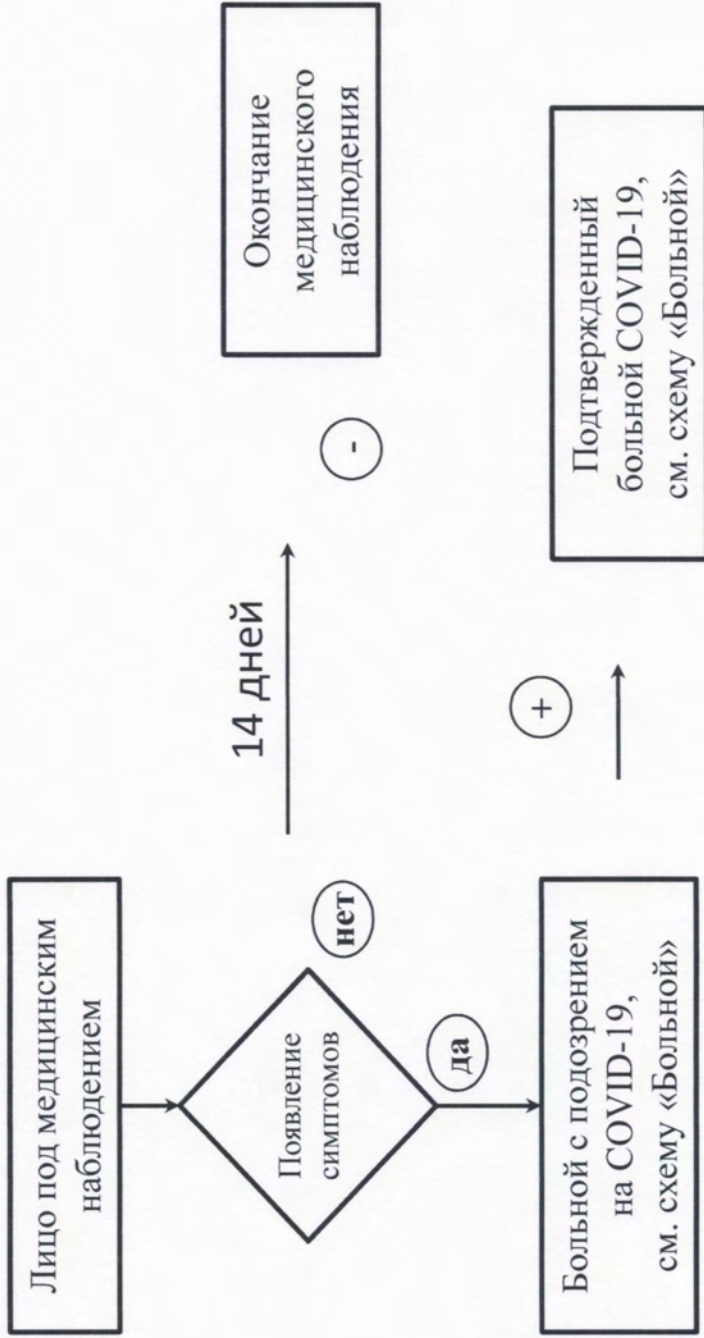 Лицо под медицинским
наблюдением
Появление
симптомов
нет
да
14 дней
-
Окончание
медицинского
наблюдения
Больной с подозрением
на COVID-19,
см. схему «Больной»
+
Подтвержденный
больной COVID-19,
см. схему «Больной»